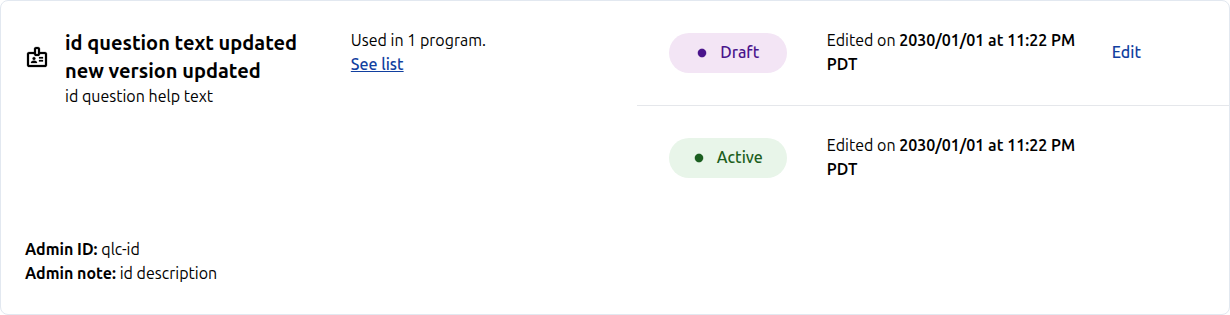 id question text updated
new version updated
id question help text
Used in 1 program.
See list
Draft
Edited on 2030/01/01 at 11:22 PM
PDT
Edit
Active
Edited on 2030/01/01 at 11:22 PM
PDT
Admin ID: qlc-id
Admin note: id description